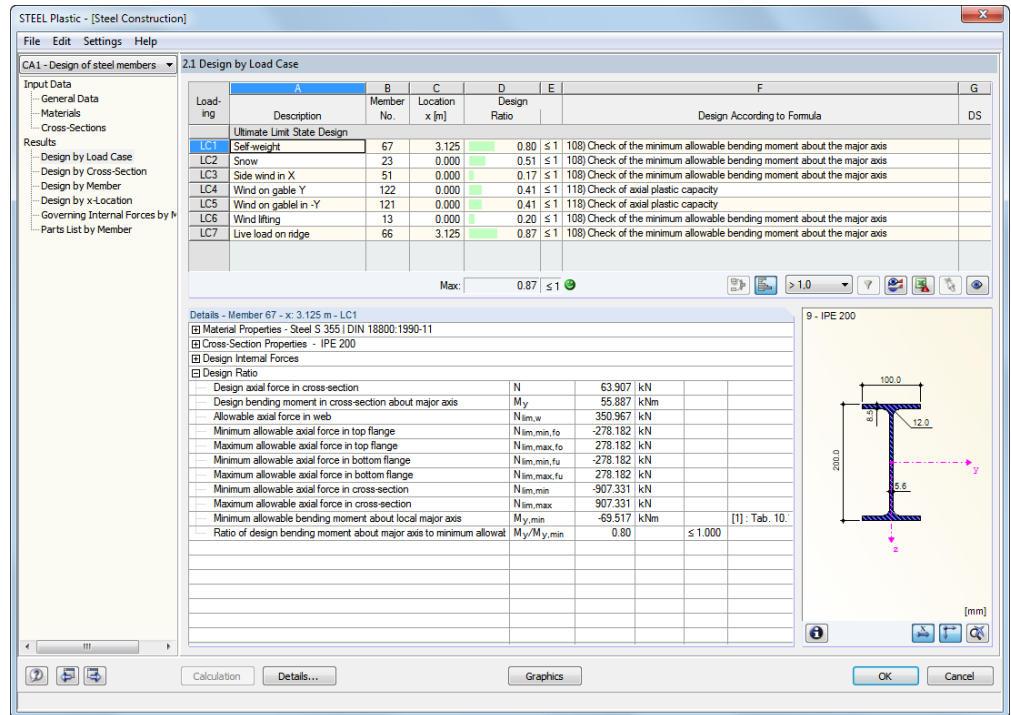 STEEL Plastic - [Steel Construction]
File Edit Settings Help
CA1 - Design of steel members
2.1 Design by Load Case
Input Data
General Data
Materials
Cross-Sections
Results
Design by Load Case
Design by Cross-Section
Design by Member
Design by x-Location
Governing Internal Forces by M
Parts List by Member
A B C D E F G
Load- Member Location Design
ing Description No. x [m] Ratio Design According to Formula DS
Ultimate Limit State Design
LC1 Self-weight 67 3.125 0.80 ≤ 1 108) Check of the minimum allowable bending moment about the major axis
LC2 Snow 23 0.000 0.51 ≤ 1 108) Check of the minimum allowable bending moment about the major axis
LC3 Side wind in X 51 0.000 0.17 ≤ 1 108) Check of the minimum allowable bending moment about the major axis
LC4 Wind on gable Y 122 0.000 0.41 ≤ 1 118) Check of axial plastic capacity
LC5 Wind on gablel in -Y 121 0.000 0.41 ≤ 1 118) Check of axial plastic capacity
LC6 Wind lifting 13 0.000 0.20 ≤ 1 108) Check of the minimum allowable bending moment about the major axis
LC7 Live load on ridge 66 3.125 0.87 ≤ 1 108) Check of the minimum allowable bending moment about the major axis
Max: 0.87 ≤ 1
> 1,0
Details - Member 67 - x: 3.125 m - LC1
Material Properties - Steel S 355 | DIN 18800:1990-11
Cross-Section Properties - IPE 200
Design Internal Forces
Design Ratio
Design axial force in cross-section N 63.907 kN
Design bending moment in cross-section about major axis My 55.887 kNm
Allowable axial force in web Nlim,w 350.967 kN
Minimum allowable axial force in top flange Nlim,min,fo -278.182 kN
Maximum allowable axial force in top flange Nlim,max,fo 278.182 kN
Minimum allowable axial force in bottom flange Nlim,min,fu -278.182 kN
Maximum allowable axial force in bottom flange Nlim,max,fu 278.182 kN
Minimum allowable axial force in cross-section Nlim,min -907.331 kN
Maximum allowable axial force in cross-section Nlim,max 907.331 kN
Minimum allowable bending moment about local major axis My,min -69.517 kNm [1] : Tab. 10.
Ratio of design bending moment about major axis to minimum allowat My/My,min 0.80 ≤ 1.000
9 - IPE 200
100.0
8.5
12.0
200.0
y
5.6
z
[mm]
Calculation
Details...
Graphics
OK
Cancel